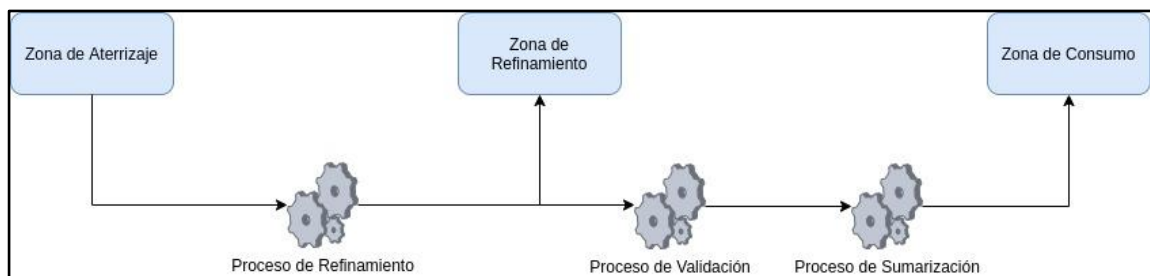 Zona de Aterrizaje
Zona de
Refinamiento
Zona de Consumo
Proceso de Refinamiento
Proceso de Validación
Proceso de Sumarización